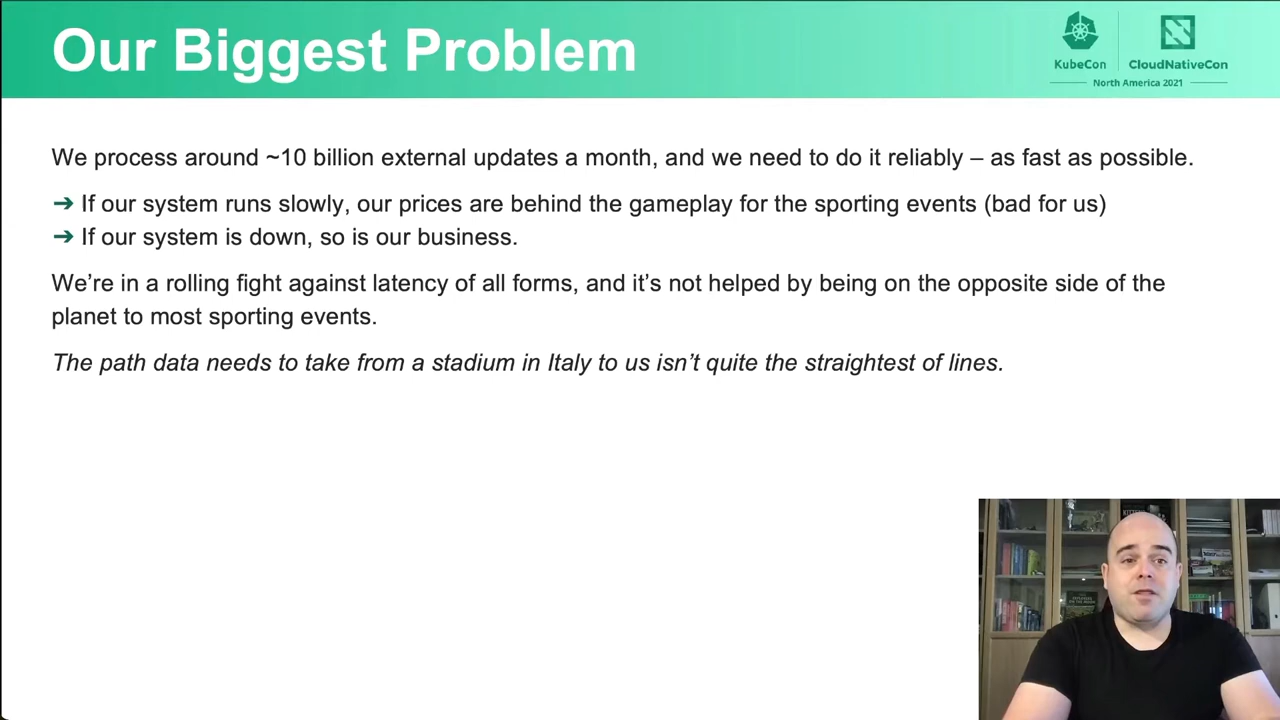 Our Biggest Problem
KubeCon
CloudNativeCon
North America 2021
We process around ~10 billion external updates a month, and we need to do it reliably – as fast as possible.
➔ If our system runs slowly, our prices are behind the gameplay for the sporting events (bad for us)
➔ If our system is down, so is our business.
We’re in a rolling fight against latency of all forms, and it’s not helped by being on the opposite side of the
planet to most sporting events.
The path data needs to take from a stadium in Italy to us isn’t quite the straightest of lines.